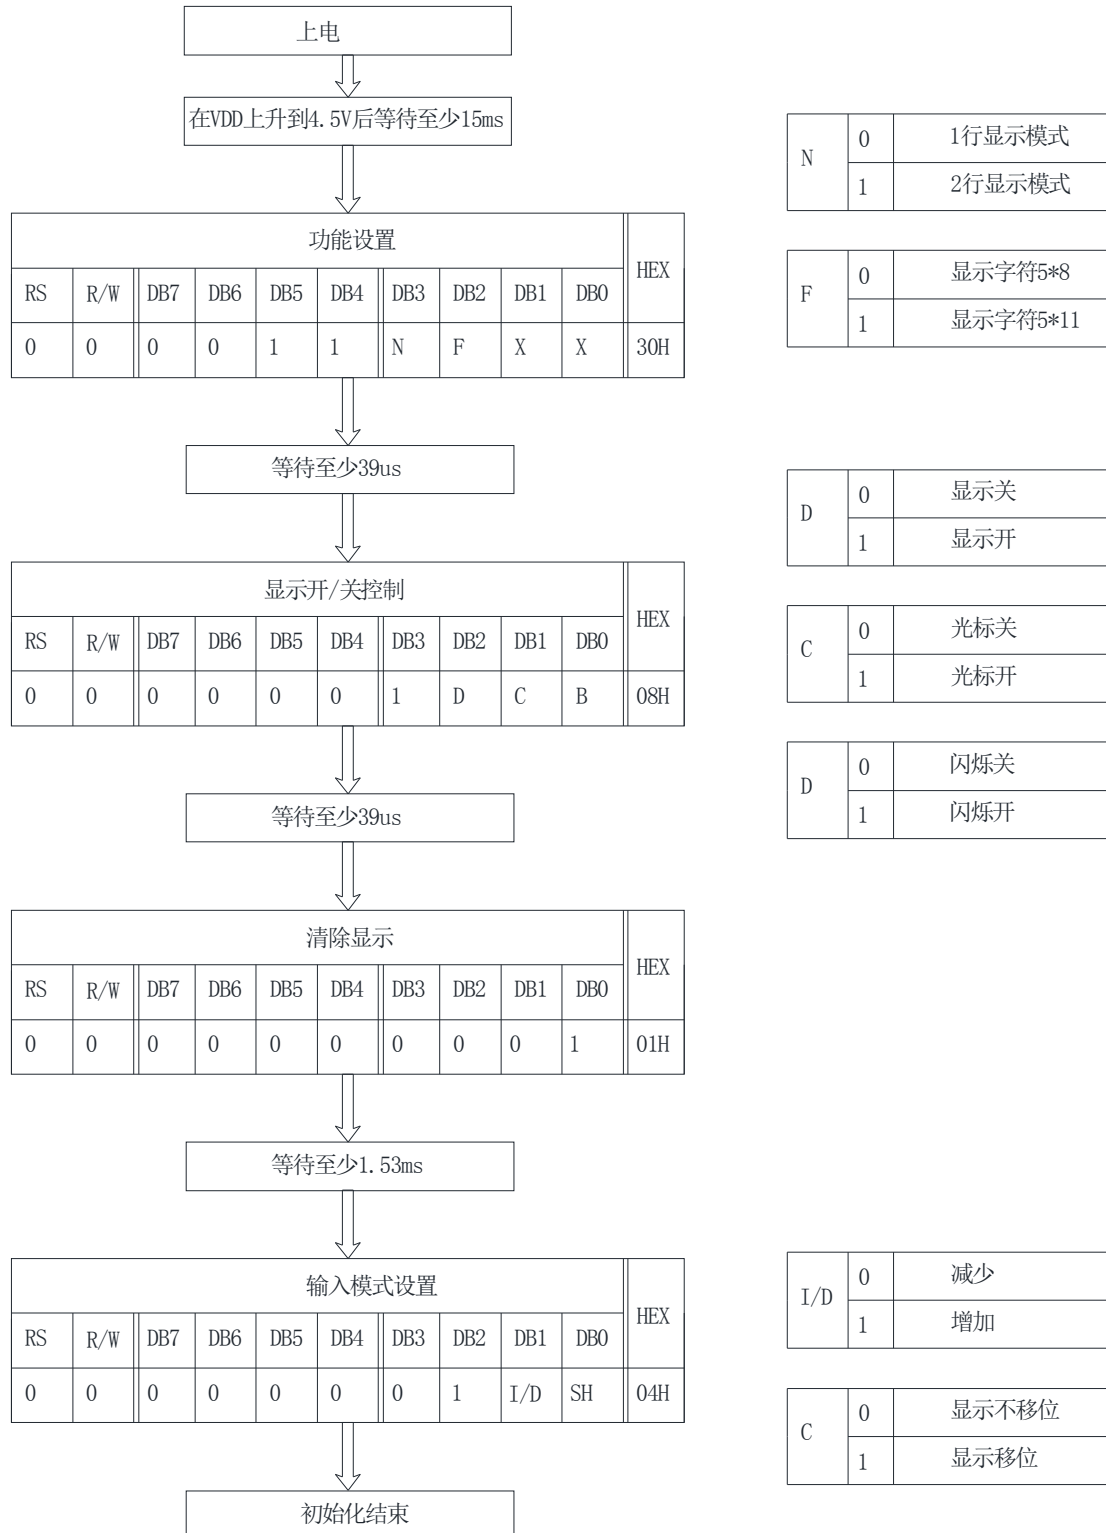 上电
在VDD上升到4.5V后等待至少15ms
功能设置 HEX
RS R/W DB7 DB6 DB5 DB4 DB3 DB2 DB1 DB0
0 0 0 0 1 1 N F X X 30H
等待至少39us
显示开/关控制 HEX
RS R/W DB7 DB6 DB5 DB4 DB3 DB2 DB1 DB0
0 0 0 0 0 0 1 D C B 08H
等待至少39us
清除显示 HEX
RS R/W DB7 DB6 DB5 DB4 DB3 DB2 DB1 DB0
0 0 0 0 0 0 0 0 0 1 01H
等待至少1.53ms
输入模式设置 HEX
RS R/W DB7 DB6 DB5 DB4 DB3 DB2 DB1 DB0
0 0 0 0 0 0 0 1 I/D SH 04H
初始化结束
N 0 1行显示模式
1 2行显示模式
F 0 显示字符5*8
1 显示字符5*11
D 0 显示关
1 显示开
C 0 光标关
1 光标开
D 0 闪烁关
1 闪烁开
I/D 0 减少
1 增加
C 0 显示不移位
1 显示移位